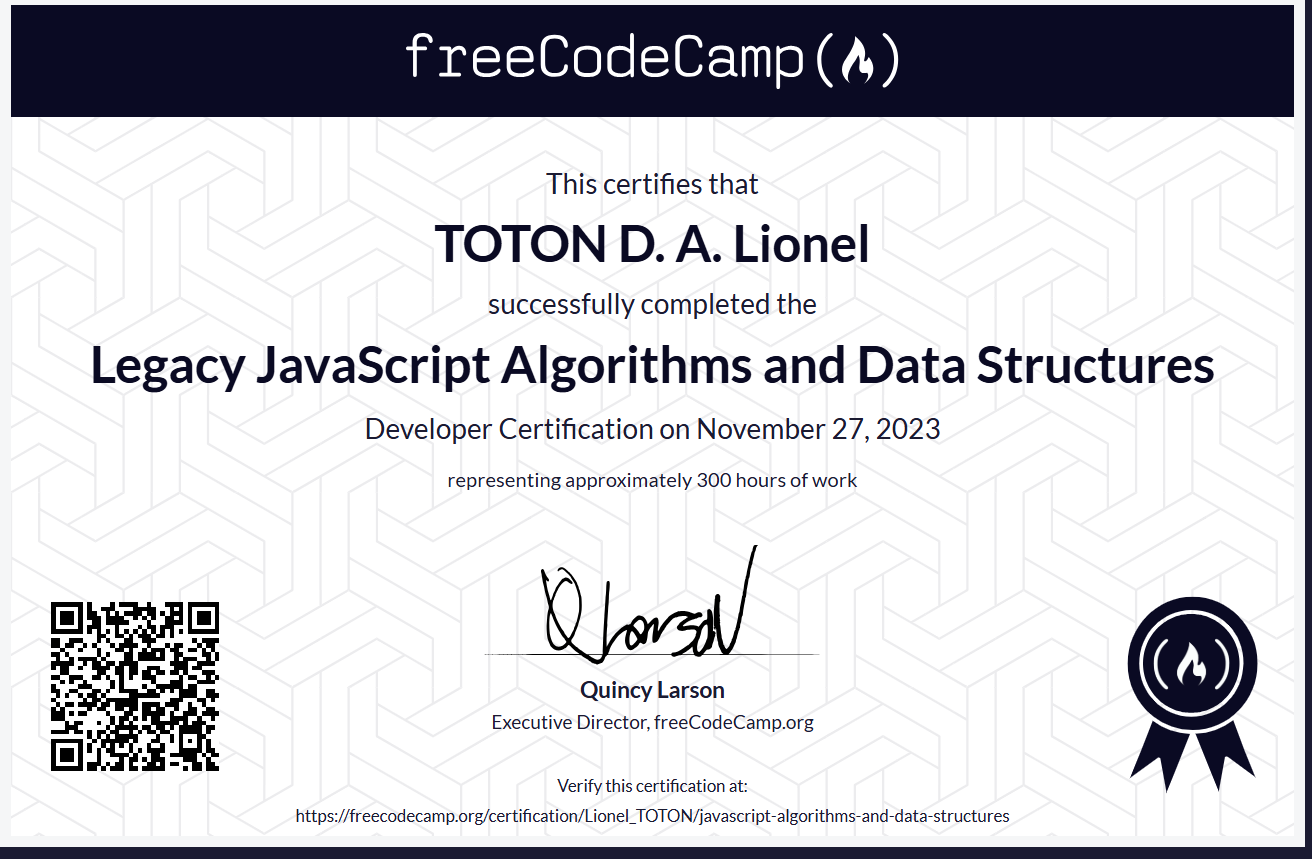 freeCodeCamp
This certifies that
TOTON D. A. Lionel
successfully completed the
Legacy JavaScript Algorithms and Data Structures
Developer Certification on November 27, 2023
representing approximately 300 hours of work
Quincy Larson
Executive Director, freeCodeCamp.org
Verify this certification at:
https://freecodecamp.org/certification/Lionel_TOTON/javascript-algorithms-and-data-structures